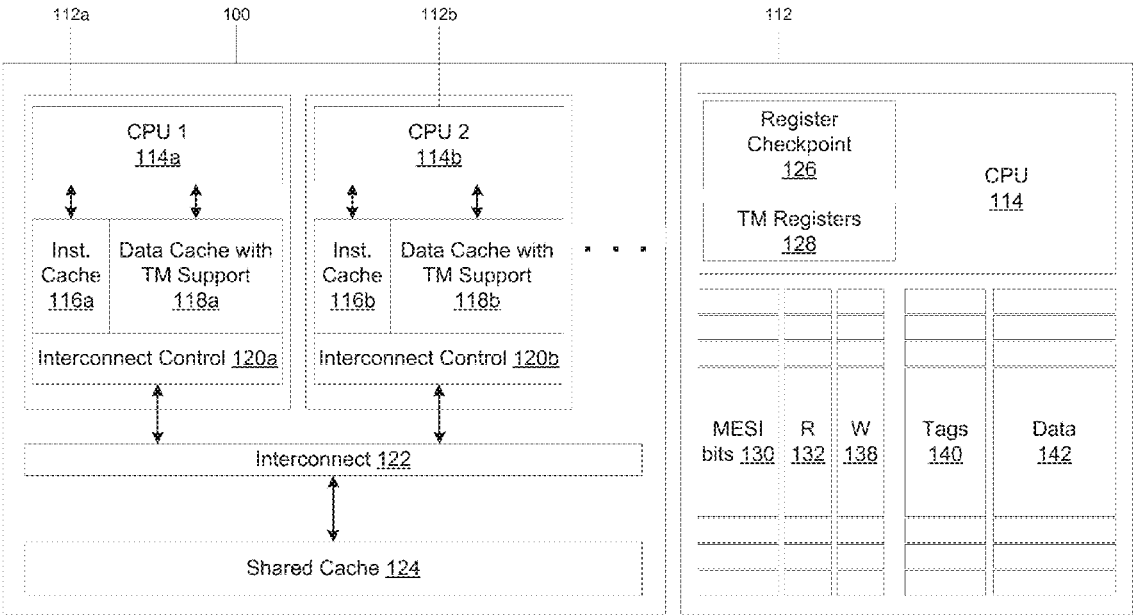 112a
100
112b
112
CPU 1
114a
CPU 2
114b
Inst.
Cache
116a
Data Cache with
TM Support
118a
Inst.
Cache
116b
Data Cache with
TM Support
118b
. . .
Interconnect Control 120a
Interconnect Control 120b
Interconnect 122
Shared Cache 124
Register
Checkpoint
126
TM Registers
128
CPU
114
MESI
bits 130
R
132
W
138
Tags
140
Data
142